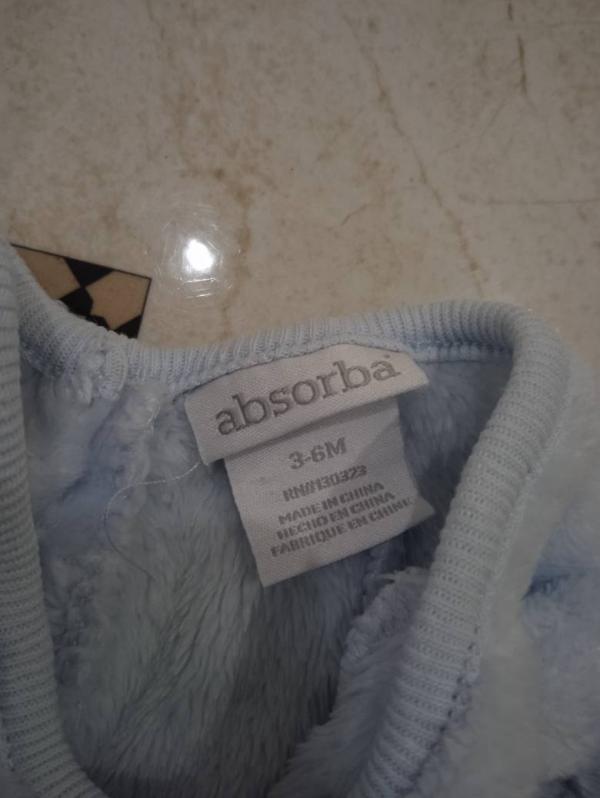 absorba
3-6M
RN#130323
MADE IN CHINA
HECHO EN CHINA
FABRIQUE EN CHINE